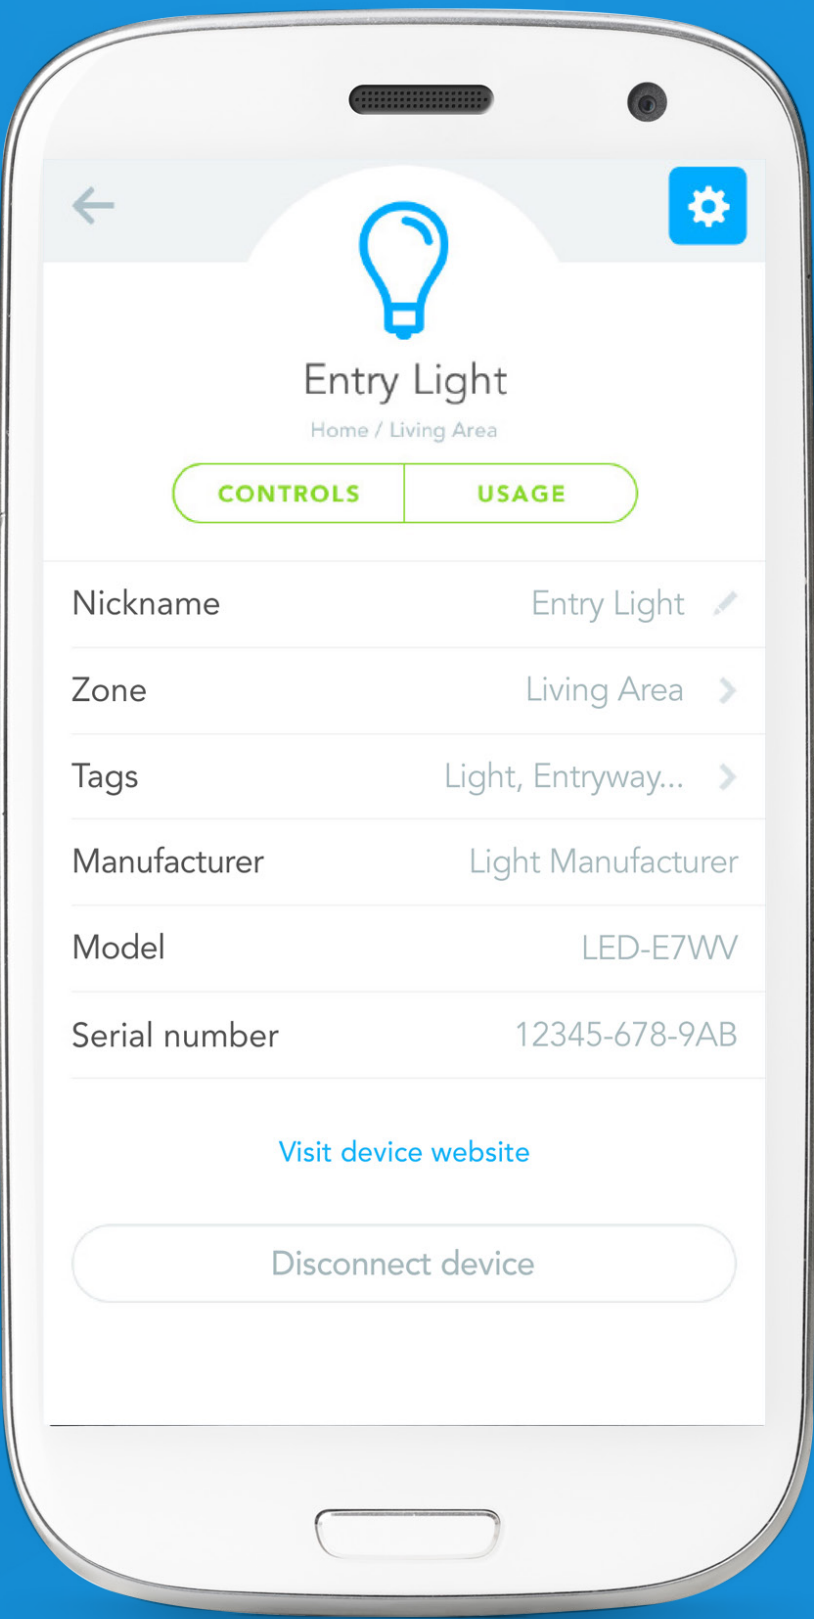 Entry Light
Home / Living Area
CONTROLS USAGE
Nickname Entry Light
Zone Living Area
Tags Light, Entryway...
Manufacturer Light Manufacturer
Model LED-E7WV
Serial number 12345-678-9AB
Visit device website
Disconnect device